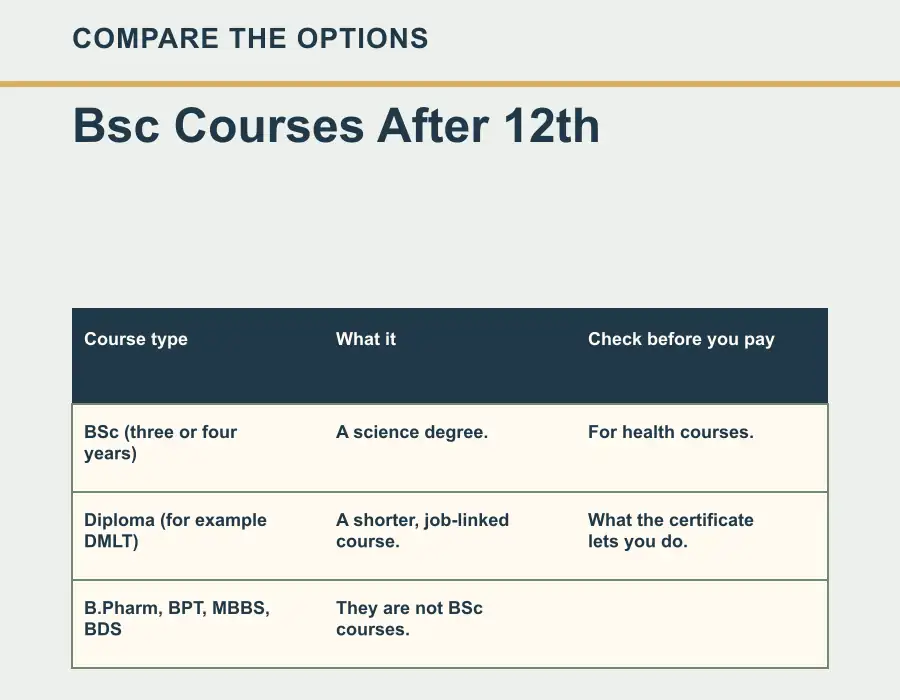 COMPARE THE OPTIONS
Bsc Courses After 12th
Course type
What it
Check before you pay
BSc (three or four
years)
A science degree.
For health courses.
Diploma (for example
DMLT)
A shorter, job-linked
course.
What the certificate
lets you do.
B.Pharm, BPT, MBBS,
BDS
They are not BSc
courses.